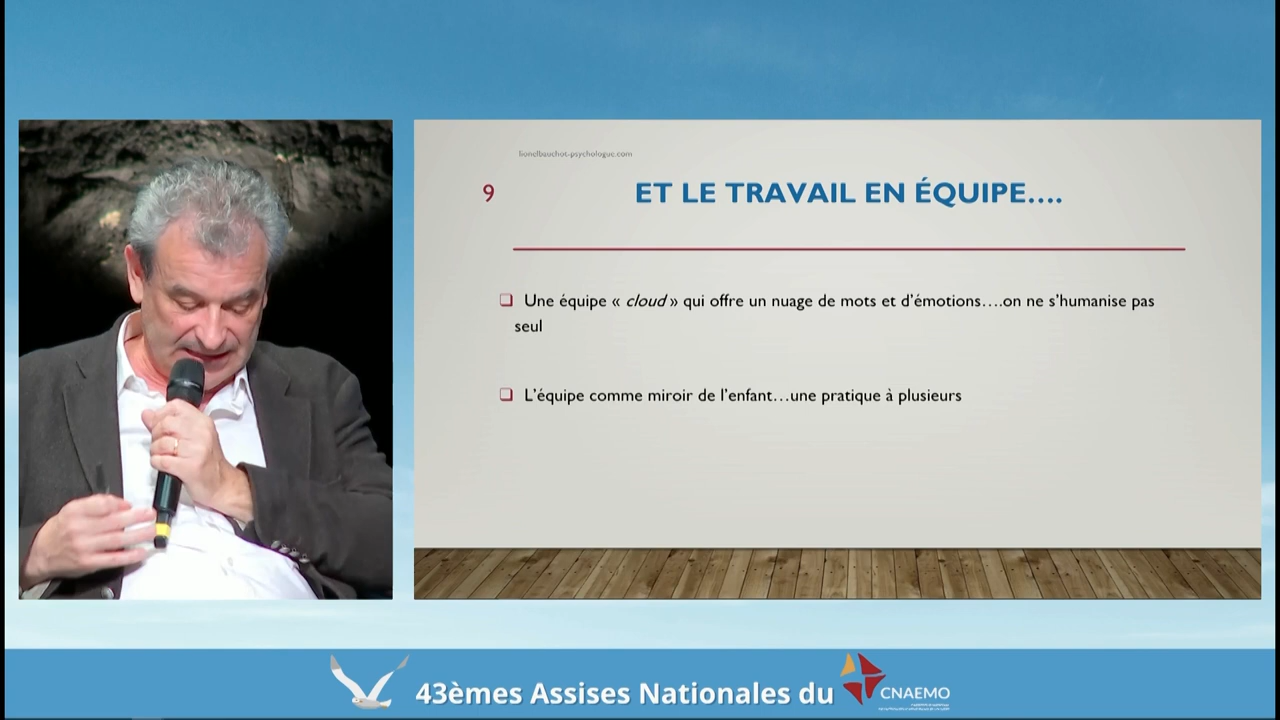 lionelbauchot-psychologue.com
9
ET LE TRAVAIL EN ÉQUIPE….
❑ Une équipe « cloud » qui offre un nuage de mots et d’émotions….on ne s’humanise pas
seul
❑ L’équipe comme miroir de l’enfant…une pratique à plusieurs
43èmes Assises Nationales du
CNAEMO